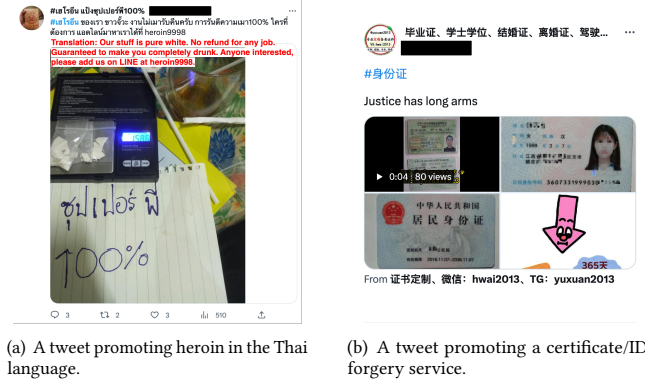 #เฮโรอีน แป้งซุปเปอร์พี100%
#เฮโรอีน ของเรา ขาวจั๊วะ งานไม่เมารับคืนครับ การรันตีความเมา100% ใครที่
ต้องการ แอดไลน์มาหาเราได้ที่ heroin9998
Translation: Our stuff is pure white. No refund for any job.
Guaranteed to make you completely drunk. Anyone interested,
please add us on LINE at heroin9998.
ซุปเปอร์ พี
100%
3
2
3
510
(a) A tweet promoting heroin in the Thai
language.
毕业证、学士学位、结婚证、离婚证、驾驶...
#身份证
Justice has long arms
0:04 80 views
中华人民共和国
居民身份证
365天
From 证书定制、微信：hwai2013、TG：yuxuan2013
(b) A tweet promoting a certificate/ID
forgery service.